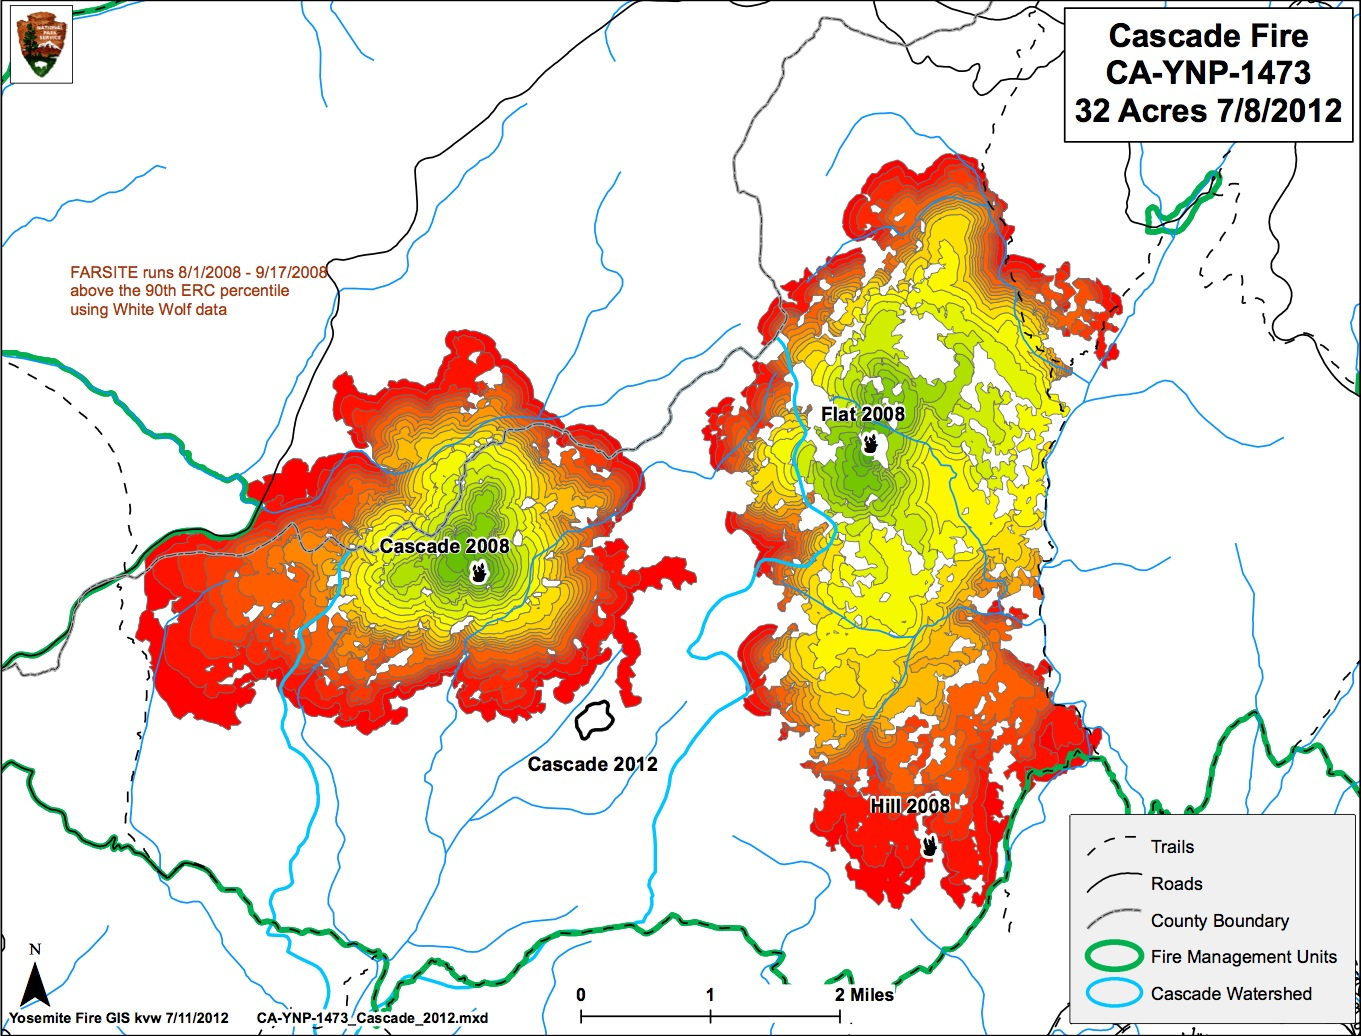 NATIONAL
PARK
SERVICE
Cascade Fire
CA-YNP-1473
32 Acres 7/8/2012
FARSITE runs 8/1/2008 - 9/17/2008
above the 90th ERC percentile
using White Wolf data
Flat 2008
Cascade 2008
Cascade 2012
Hill 2008
Trails
Roads
County Boundary
Fire Management Units
Cascade Watershed
N
0 1 2 Miles
Yosemite Fire GIS kvw 7/11/2012 CA-YNP-1473_Cascade_2012.mxd